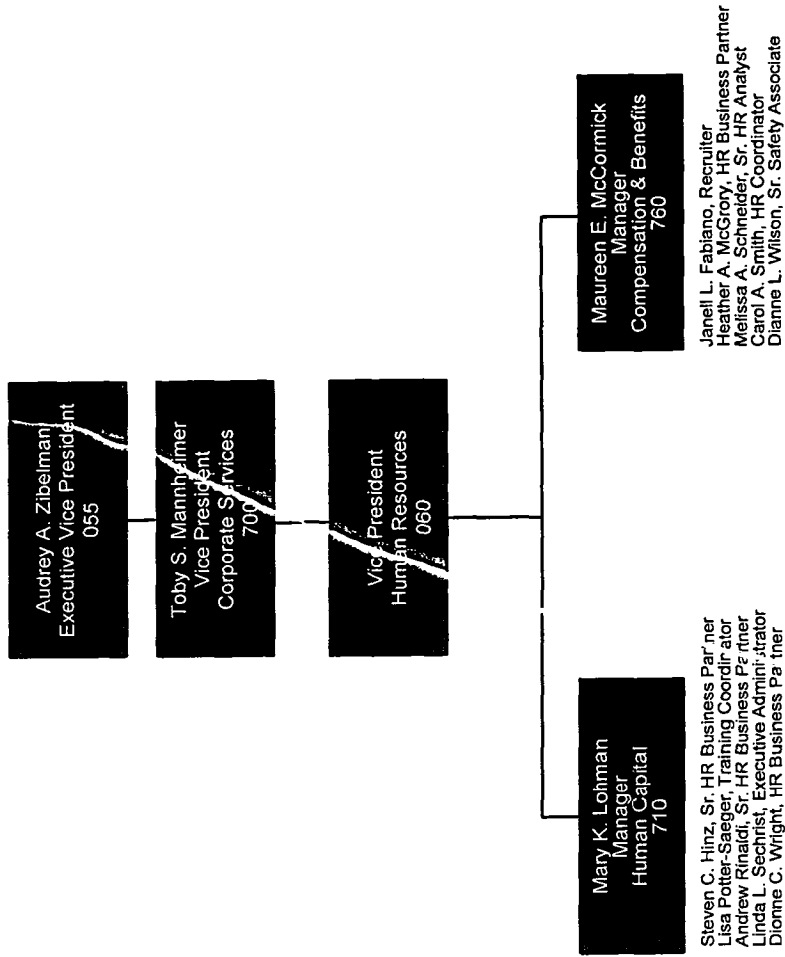 Audrey A. Zibelman
Executive Vice President
055
Toby S. Mannheimer
Vice President
Corporate Services
700
Vice President
Human Resources
060
Mary K. Lohman
Manager
Human Capital
710
Steven C. Hinz, Sr. HR Business Partner
Lisa Potter-Saeger, Training Coordinator
Andrew Rinaldi, Sr. HR Business Partner
Linda L. Sechrist, Executive Administrator
Dionne C. Wright, HR Business Partner
Maureen E. McCormick
Manager
Compensation & Benefits
760
Janell L. Fabiano, Recruiter
Heather A. McGrory, HR Business Partner
Melissa A. Schneider, Sr. HR Analyst
Carol A. Smith, HR Coordinator
Dianne L. Wilson, Sr. Safety Associate